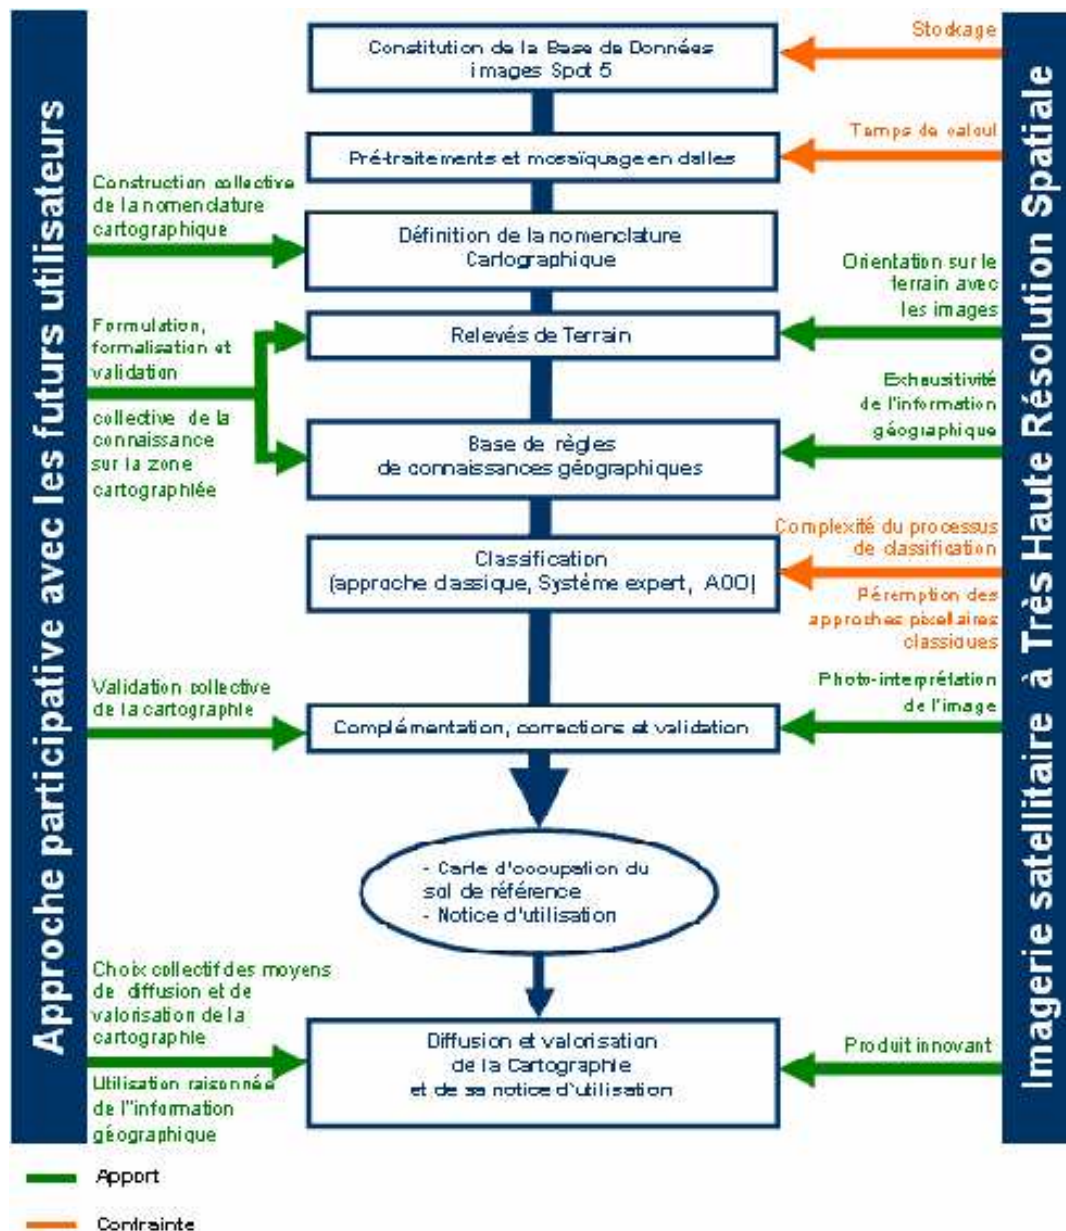 Approche participative avec les futurs utilisateurs
Imagerie satellitaire à Très Haute Résolution Spatiale
Constitution de la Base de Données
images Spot 5
Stockage
Pré-traitements et mosaïquage en dalles
Temps de calcul
Construction collective
de la nomenclature
cartographique
Définition de la nomenclature
Cartographique
Orientation sur le
terrain avec
les images
Formulation,
formalisation et
validation
collective de la
connaissance
sur la zone
cartographiée
Relevés de Terrain
Exhausitivité
de l'information
géographique
Base de règles
de connaissances géographiques
Complexité du processus
de classification
Classification
(approche classique, Système expert, AOO)
Péremption des
approches pixellaires
classiques
Validation collective
de la cartographie
Complémentation, corrections et validation
Photo-interprétation
de l'image
- Carte d'occupation du
sol de référence
- Notice d'utilisation
Choix collectif des moyens
de diffusion et de
valorisation de la
cartographie
Utilisation raisonnée
de l'information
géographique
Diffusion et valorisation
de la Cartographie
et de sa notice d'utilisation
Produit innovant
Apport
Contrainte